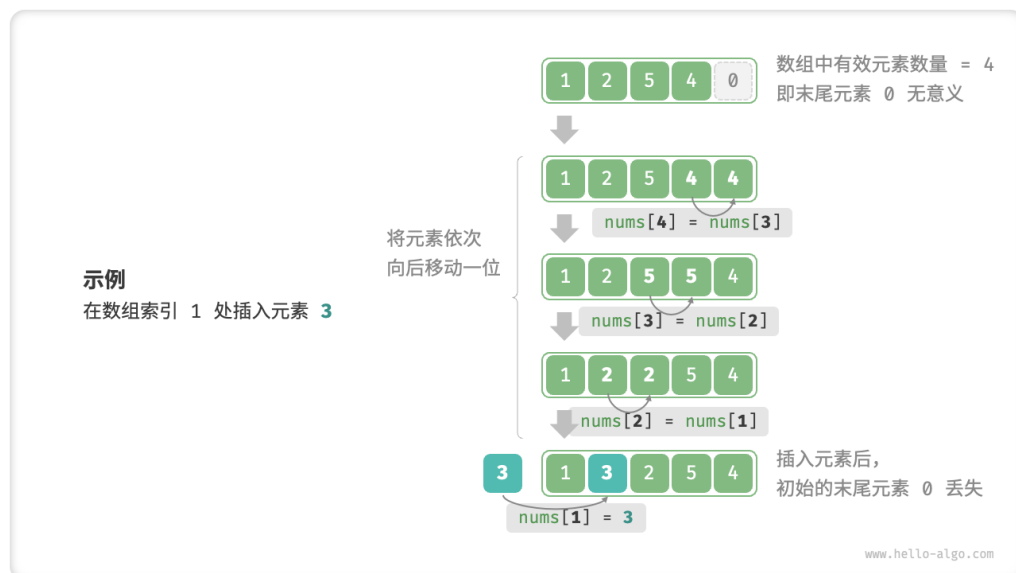 1 2 5 4 0
数组中有效元素数量 = 4
即末尾元素 0 无意义
1 2 5 4 4
nums[4] = nums[3]
将元素依次
向后移动一位
1 2 5 5 4
示例
在数组索引 1 处插入元素 3
nums[3] = nums[2]
1 2 2 5 4
nums[2] = nums[1]
3 1 3 2 5 4
插入元素后，
初始的末尾元素 0 丢失
nums[1] = 3
www.hello-algo.com